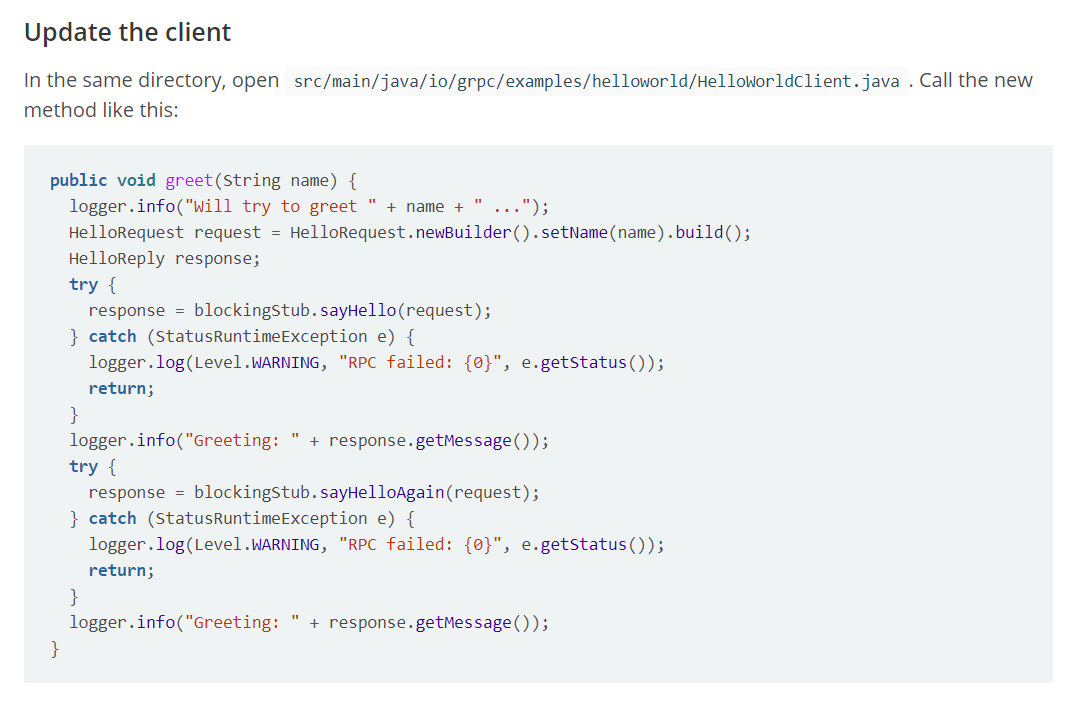 Update the client
In the same directory, open src/main/java/io/grpc/examples/helloworld/HelloWorldClient.java . Call the new
method like this:
public void greet(String name) {
  logger.info("Will try to greet " + name + " ...");
  HelloRequest request = HelloRequest.newBuilder().setName(name).build();
  HelloReply response;
  try {
    response = blockingStub.sayHello(request);
  } catch (StatusRuntimeException e) {
    logger.log(Level.WARNING, "RPC failed: {0}", e.getStatus());
    return;
  }
  logger.info("Greeting: " + response.getMessage());
  try {
    response = blockingStub.sayHelloAgain(request);
  } catch (StatusRuntimeException e) {
    logger.log(Level.WARNING, "RPC failed: {0}", e.getStatus());
    return;
  }
  logger.info("Greeting: " + response.getMessage());
}